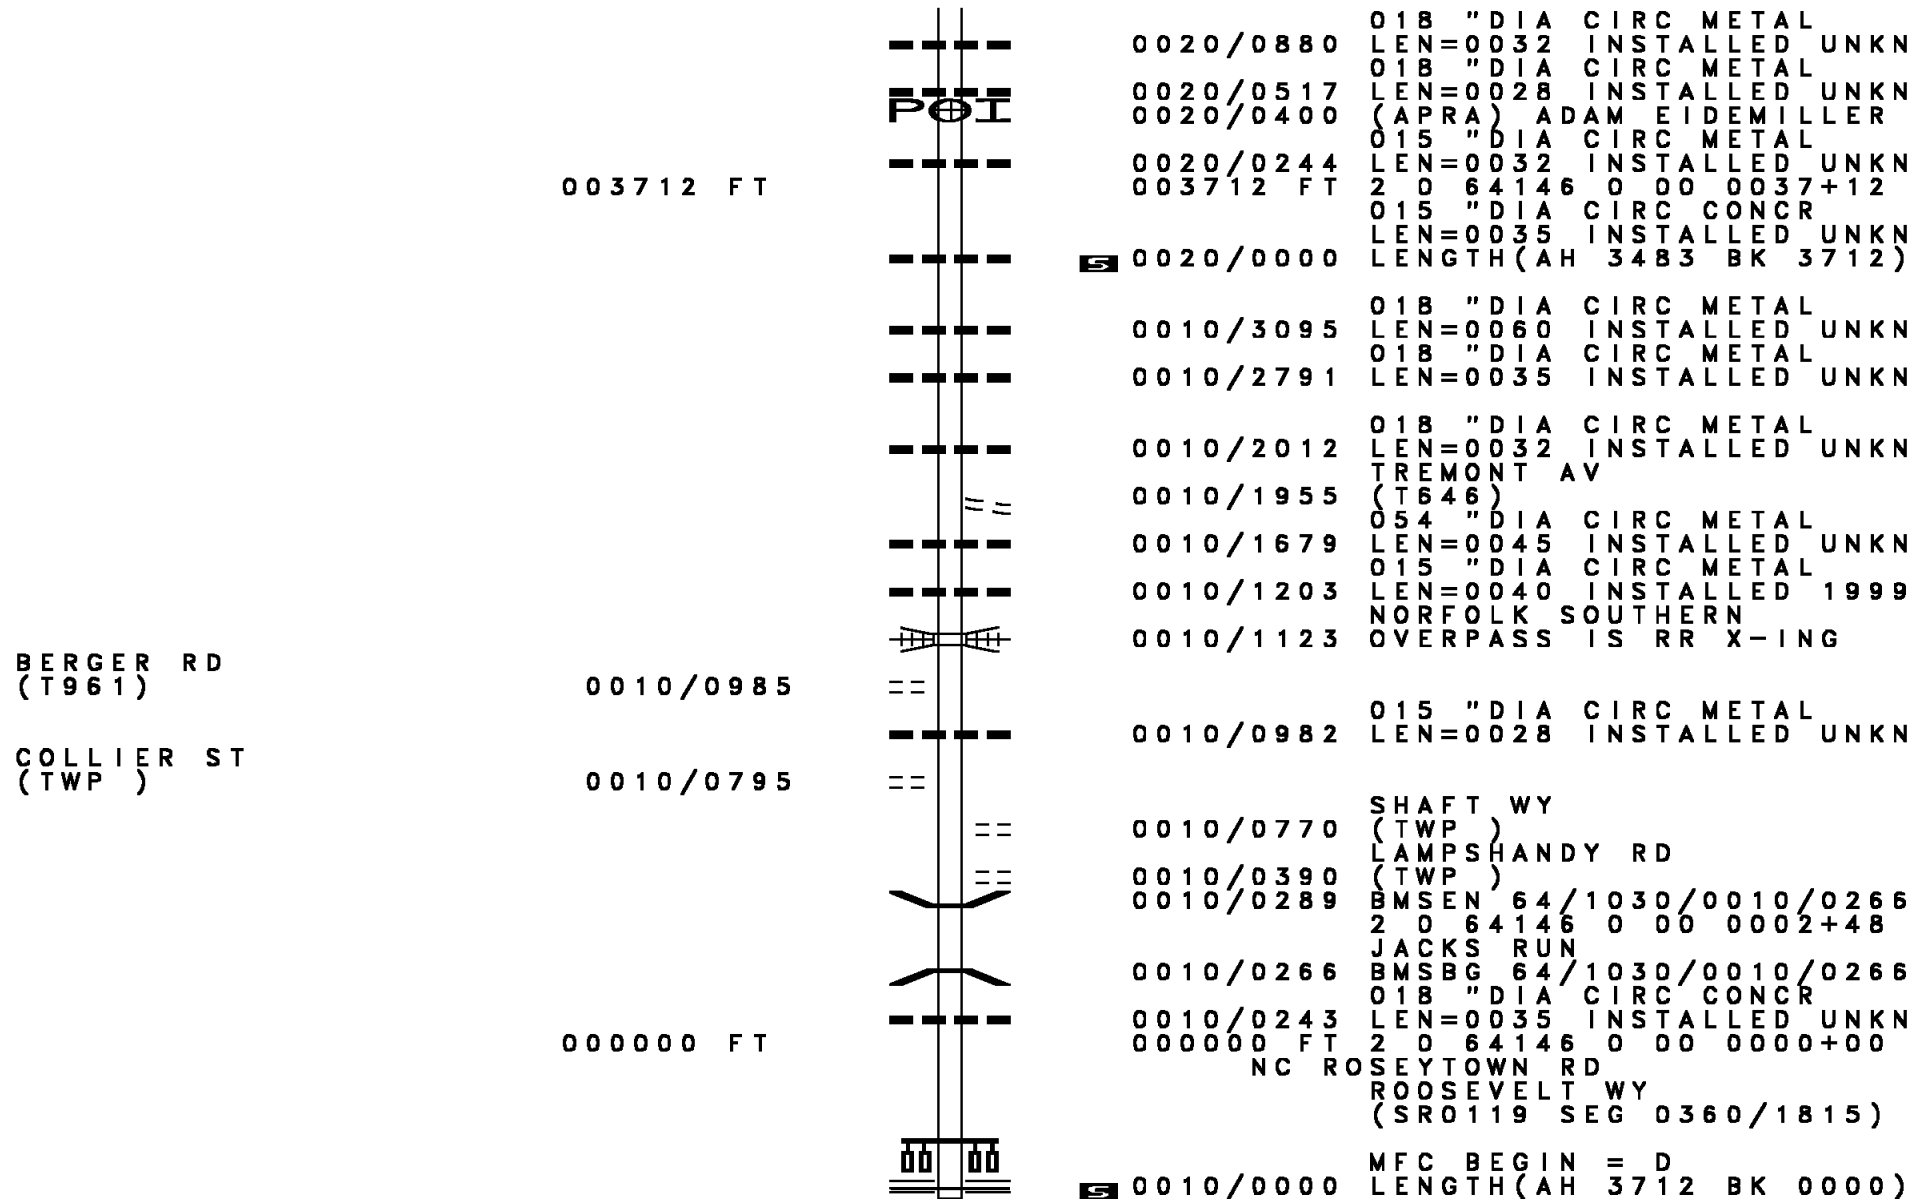 018 "DIA CIRC METAL
0020/0880 LEN=0032 INSTALLED UNKN
018 "DIA CIRC METAL
0020/0517 LEN=0028 INSTALLED UNKN
POI 0020/0400 (APRA) ADAM EIDEMILLER
015 "DIA CIRC METAL
0020/0244 LEN=0032 INSTALLED UNKN
003712 FT 003712 FT 2 0 64146 0 00 0037+12
015 "DIA CIRC CONCR
LEN=0035 INSTALLED UNKN
S 0020/0000 LENGTH(AH 3483 BK 3712)
018 "DIA CIRC METAL
0010/3095 LEN=0060 INSTALLED UNKN
018 "DIA CIRC METAL
0010/2791 LEN=0035 INSTALLED UNKN
018 "DIA CIRC METAL
0010/2012 LEN=0032 INSTALLED UNKN
TREMONT AV
0010/1955 (T646)
054 "DIA CIRC METAL
0010/1679 LEN=0045 INSTALLED UNKN
015 "DIA CIRC METAL
0010/1203 LEN=0040 INSTALLED 1999
NORFOLK SOUTHERN
0010/1123 OVERPASS IS RR X-ING
BERGER RD
(T961) 0010/0985
015 "DIA CIRC METAL
0010/0982 LEN=0028 INSTALLED UNKN
COLLIER ST
(TWP ) 0010/0795
SHAFT WY
0010/0770 (TWP )
LAMPSHANDY RD
0010/0390 (TWP )
0010/0289 BMSEN 64/1030/0010/0266
2 0 64146 0 00 0002+48
JACKS RUN
0010/0266 BMSBG 64/1030/0010/0266
018 "DIA CIRC CONCR
0010/0243 LEN=0035 INSTALLED UNKN
000000 FT 000000 FT 2 0 64146 0 00 0000+00
NC ROSEYTOWN RD
ROOSEVELT WY
(SR0119 SEG 0360/1815)
MFC BEGIN = D
S 0010/0000 LENGTH(AH 3712 BK 0000)